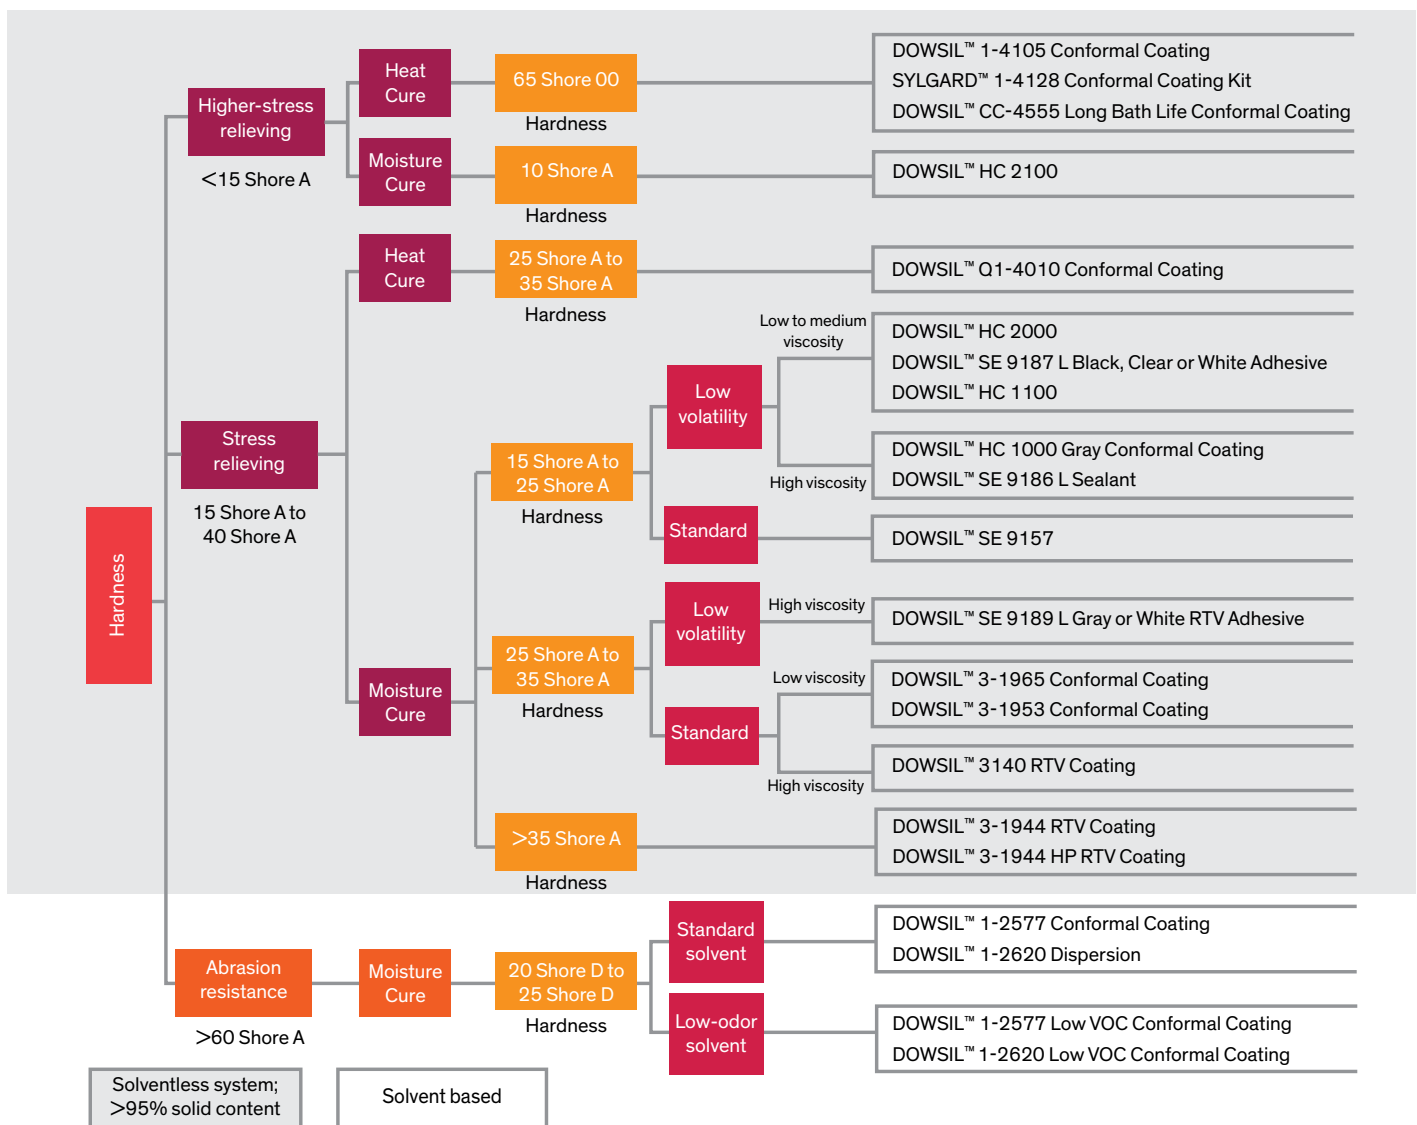 Hardness
Higher-stress
relieving
<15 Shore A
Heat
Cure
65 Shore 00
Hardness
DOWSIL™ 1-4105 Conformal Coating
SYLGARD™ 1-4128 Conformal Coating Kit
DOWSIL™ CC-4555 Long Bath Life Conformal Coating
Moisture
Cure
10 Shore A
Hardness
DOWSIL™ HC 2100
Stress
relieving
15 Shore A to
40 Shore A
Heat
Cure
25 Shore A to
35 Shore A
Hardness
DOWSIL™ Q1-4010 Conformal Coating
Moisture
Cure
15 Shore A to
25 Shore A
Hardness
Low
volatility
Low to medium
viscosity
DOWSIL™ HC 2000
DOWSIL™ SE 9187 L Black, Clear or White Adhesive
DOWSIL™ HC 1100
High viscosity
DOWSIL™ HC 1000 Gray Conformal Coating
DOWSIL™ SE 9186 L Sealant
Standard
DOWSIL™ SE 9157
25 Shore A to
35 Shore A
Hardness
Low
volatility
High viscosity
DOWSIL™ SE 9189 L Gray or White RTV Adhesive
Standard
Low viscosity
DOWSIL™ 3-1965 Conformal Coating
DOWSIL™ 3-1953 Conformal Coating
High viscosity
DOWSIL™ 3140 RTV Coating
>35 Shore A
Hardness
DOWSIL™ 3-1944 RTV Coating
DOWSIL™ 3-1944 HP RTV Coating
Abrasion
resistance
>60 Shore A
Moisture
Cure
20 Shore D to
25 Shore D
Hardness
Standard
solvent
DOWSIL™ 1-2577 Conformal Coating
DOWSIL™ 1-2620 Dispersion
Low-odor
solvent
DOWSIL™ 1-2577 Low VOC Conformal Coating
DOWSIL™ 1-2620 Low VOC Conformal Coating
Solventless system;
>95% solid content
Solvent based